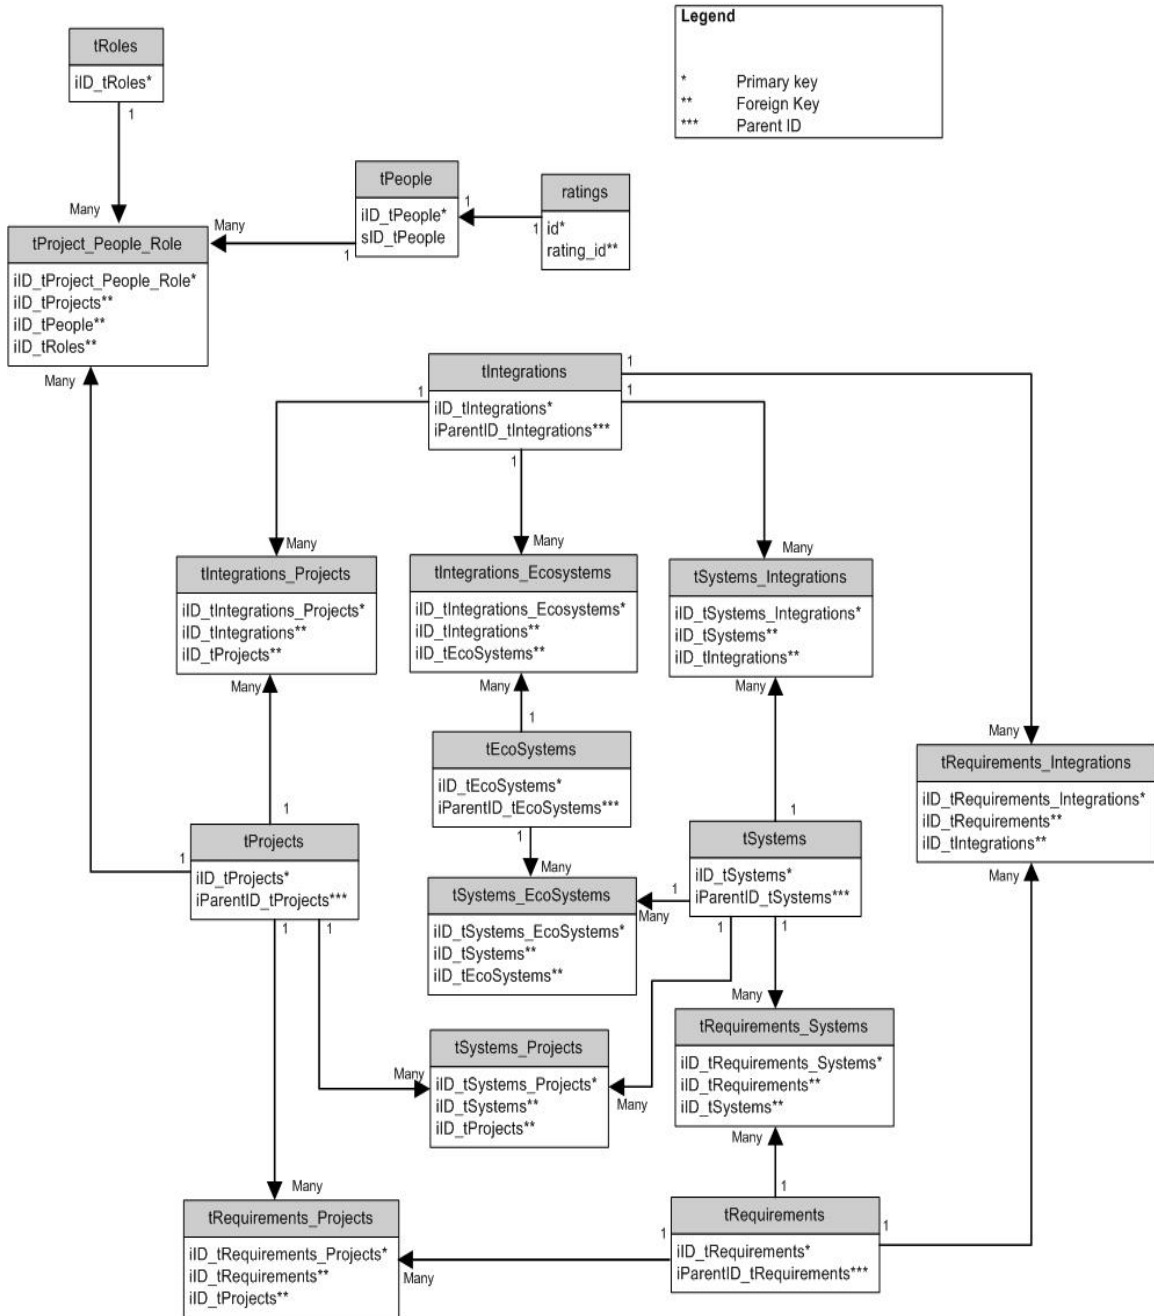 Legend
* Primary key
** Foreign Key
*** Parent ID
tRoles
iID_tRoles*
1
Many
tPeople
iID_tPeople*
sID_tPeople
1
Many
1
1
ratings
id*
rating_id**
tProject_People_Role
iID_tProject_People_Role*
iID_tProjects**
iID_tPeople**
iID_tRoles**
Many
tIntegrations
iID_tIntegrations*
iParentID_tIntegrations***
1
1
1
1
Many
Many
Many
tIntegrations_Projects
iID_tIntegrations_Projects*
iID_tIntegrations**
iID_tProjects**
Many
tIntegrations_Ecosystems
iID_tIntegrations_Ecosystems*
iID_tIntegrations**
iID_tEcoSystems**
Many
tSystems_Integrations
iID_tSystems_Integrations*
iID_tSystems**
iID_tIntegrations**
Many
1
tEcoSystems
iID_tEcoSystems*
iParentID_tEcoSystems***
1
Many
Many
tRequirements_Integrations
iID_tRequirements_Integrations*
iID_tRequirements**
iID_tIntegrations**
Many
1
tProjects
iID_tProjects*
iParentID_tProjects***
1
1
1
1
tSystems
iID_tSystems*
iParentID_tSystems***
1
1
1
Many
tSystems_EcoSystems
iID_tSystems_EcoSystems*
iID_tSystems**
iID_tEcoSystems**
Many
tRequirements_Systems
iID_tRequirements_Systems*
iID_tRequirements**
iID_tSystems**
Many
tSystems_Projects
iID_tSystems_Projects*
iID_tSystems**
iID_tProjects**
Many
Many
Many
tRequirements_Projects
iID_tRequirements_Projects*
iID_tRequirements**
iID_tProjects**
Many
1
1
1
tRequirements
iID_tRequirements*
iParentID_tRequirements***